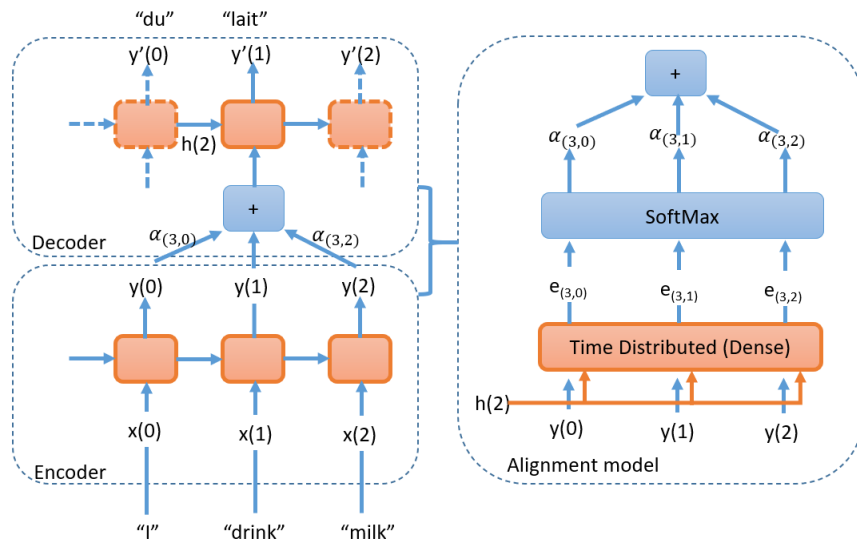 “du” “lait”
y’(0) y’(1) y’(2)
h(2)
+
Decoder
α(3,0) α(3,2)
y(0) y(1) y(2)
x(0) x(1) x(2)
Encoder
“I” “drink” “milk”
+
α(3,0) α(3,1) α(3,2)
SoftMax
e(3,0) e(3,1) e(3,2)
Time Distributed (Dense)
h(2)
y(0) y(1) y(2)
Alignment model